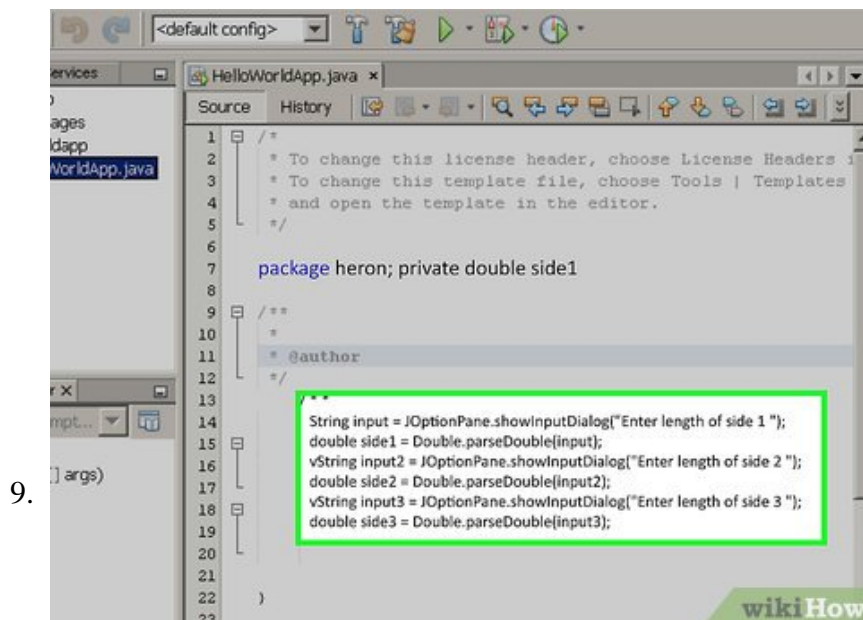 <default config>
ervices
HelloWorldApp.java
ages
dapp
WorldApp.java
Source History
1 /*
2 * To change this license header, choose License Headers
3 * To change this template file, choose Tools | Templates
4 * and open the template in the editor.
5 */
6
7 package heron; private double side1
8
9 /**
10 *
11 * @author
12 */
13 /**
14 String input = JOptionPane.showInputDialog("Enter length of side 1 ");
15 double side1 = Double.parseDouble(input);
16 vString input2 = JOptionPane.showInputDialog("Enter length of side 2 ");
17 double side2 = Double.parseDouble(input2);
18 vString input3 = JOptionPane.showInputDialog("Enter length of side 3 ");
19 double side3 = Double.parseDouble(input3);
20
21
22 )
23
mpt...
[] args)
9.
wikiHow